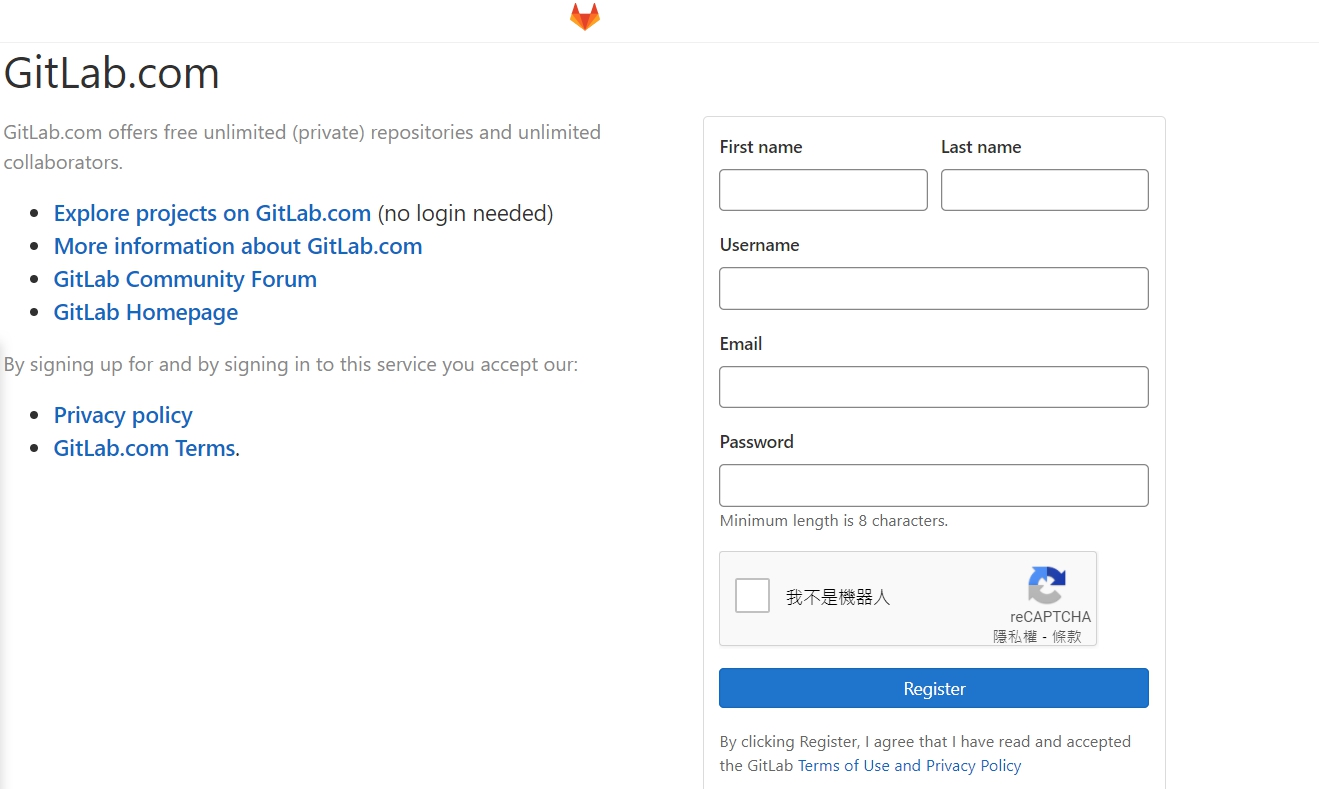 GitLab.com
GitLab.com offers free unlimited (private) repositories and unlimited
collaborators.
Explore projects on GitLab.com (no login needed)
More information about GitLab.com
GitLab Community Forum
GitLab Homepage
By signing up for and by signing in to this service you accept our:
Privacy policy
GitLab.com Terms.
First name Last name
Username
Email
Password
Minimum length is 8 characters.
我不是機器人
reCAPTCHA
隱私權 - 條款
Register
By clicking Register, I agree that I have read and accepted
the GitLab Terms of Use and Privacy Policy